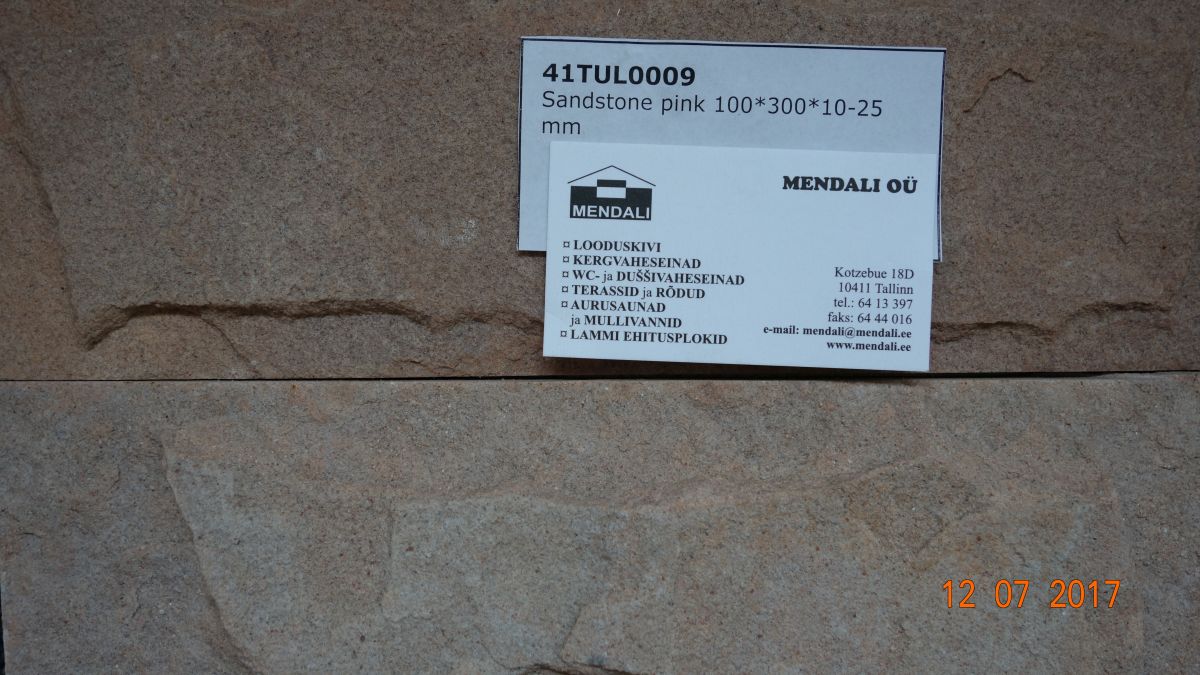 41TUL0009
Sandstone pink 100*300*10-25
mm
MENDALI
MENDALI OÜ
¤ LOODUSKIVI
¤ KERGVAHESEINAD
¤ WC- ja DUŠŠIVAHESEINAD
¤ TERASSID ja RÕDUD
¤ AURUSAUNAD
ja MULLIVANNID
¤ LAMMI EHITUSPLOKID
Kotzebue 18D
10411 Tallinn
tel.: 64 13 397
faks: 64 44 016
e-mail: mendali@mendali.ee
www.mendali.ee
12 07 2017